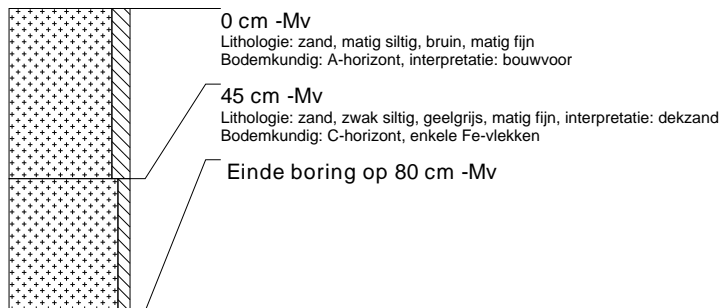 0 cm -Mv
Lithologie: zand, matig siltig, bruin, matig fijn
Bodemkundig: A-horizont, interpretatie: bouwvoor
45 cm -Mv
Lithologie: zand, zwak siltig, geelgrijs, matig fijn, interpretatie: dekzand
Bodemkundig: C-horizont, enkele Fe-vlekken
Einde boring op 80 cm -Mv